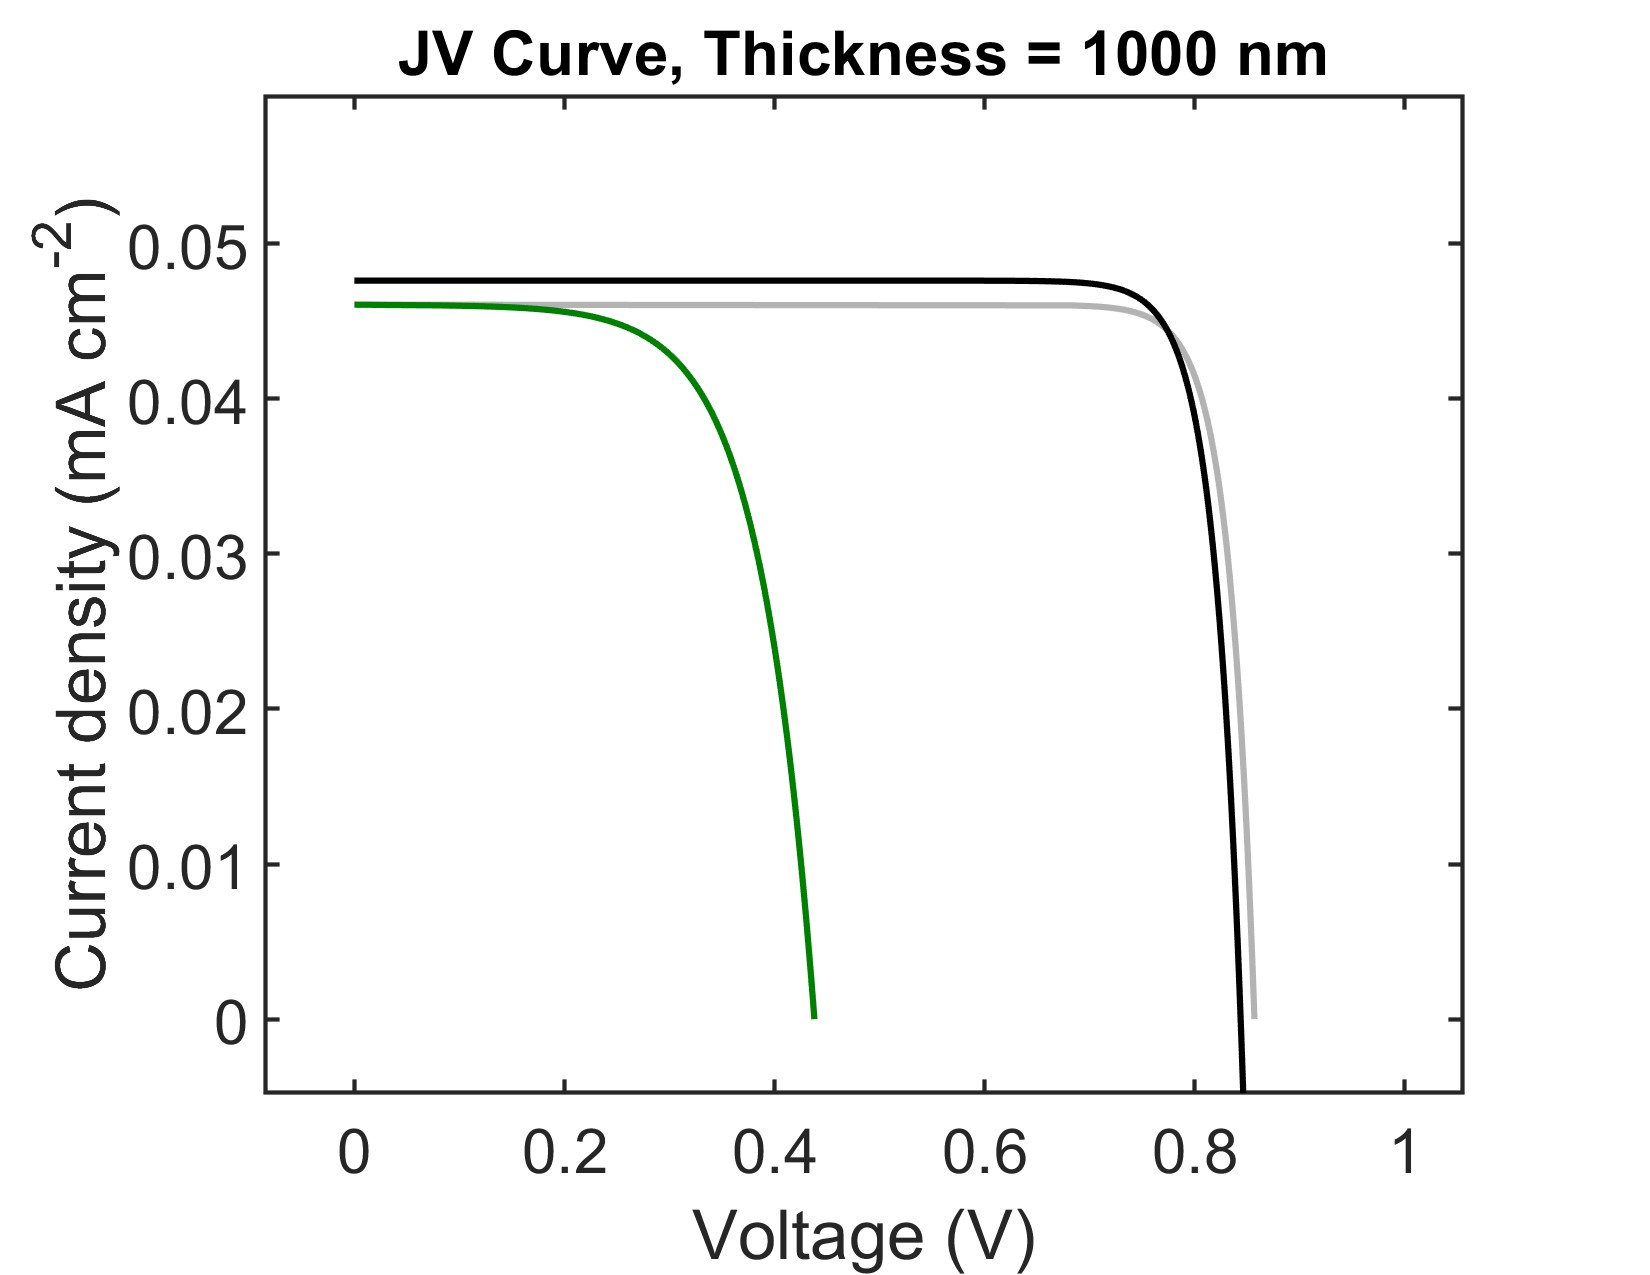 JV Curve, Thickness = 1000 nm
Current density (mA cm⁻²)
0.05
0.04
0.03
0.02
0.01
0
0 0.2 0.4 0.6 0.8 1
Voltage (V)